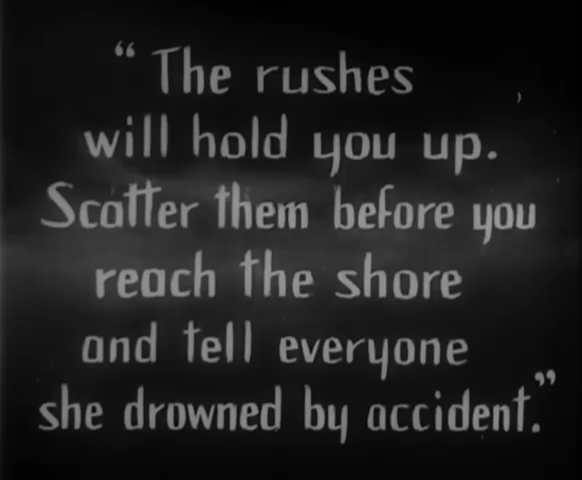 “The rushes
will hold you up.
Scatter them before you
reach the shore
and tell everyone
she drowned by accident.”